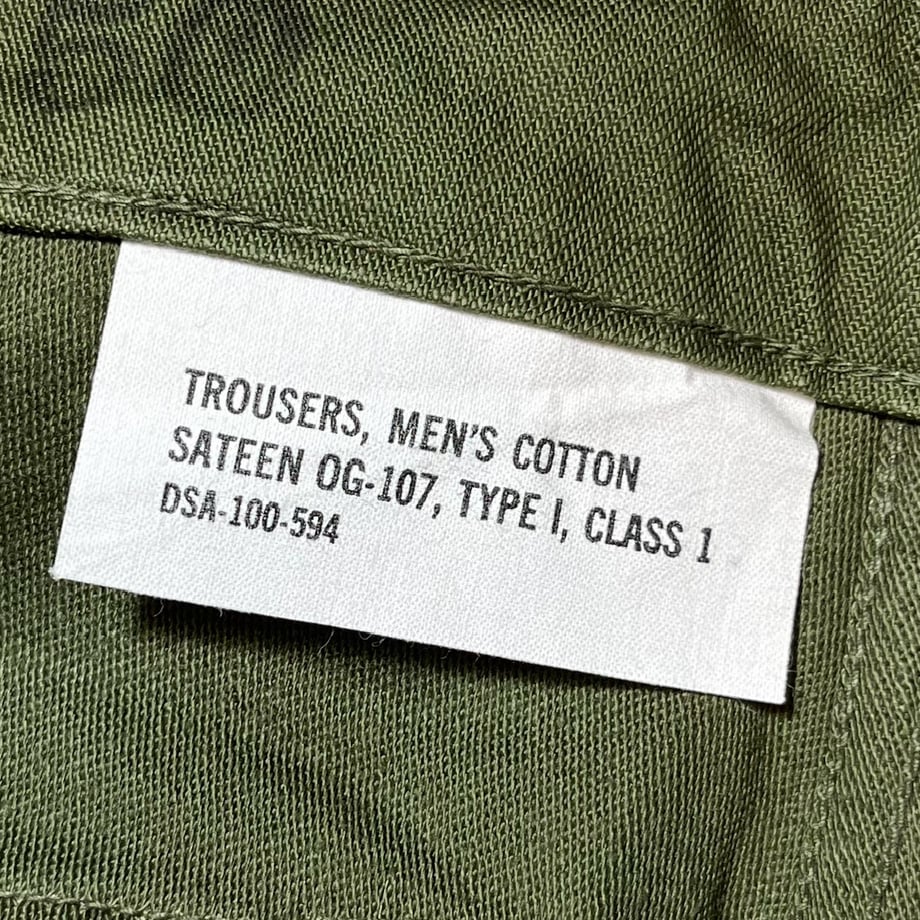 TROUSERS, MEN'S COTTON
SATEEN OG-107, TYPE I, CLASS 1
DSA-100-594